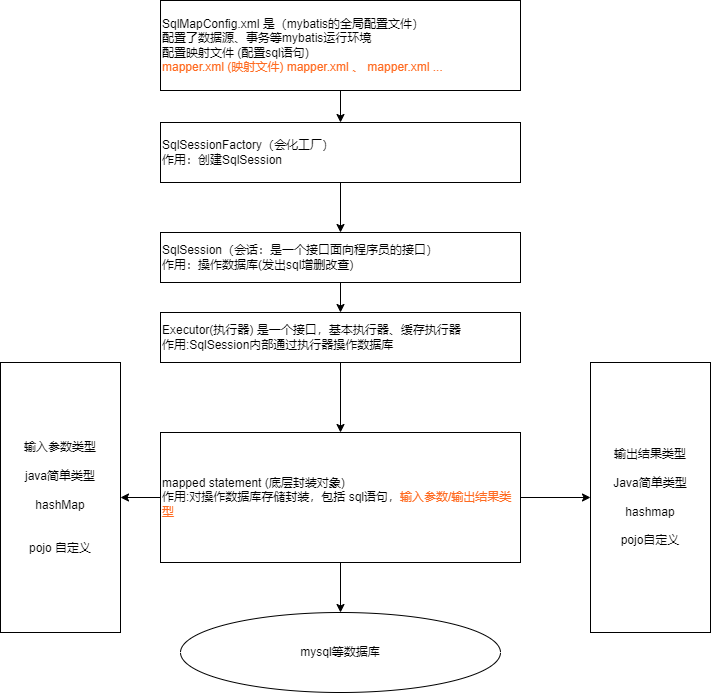 SqlMapConfig.xml 是（mybatis的全局配置文件）
配置了数据源、事务等mybatis运行环境
配置映射文件 (配置sql语句)
mapper.xml (映射文件) mapper.xml 、 mapper.xml ...
SqlSessionFactory（会化工厂）
作用：创建SqlSession
SqlSession（会话：是一个接口面向程序员的接口）
作用：操作数据库(发出sql增删改查)
Executor(执行器) 是一个接口，基本执行器、缓存执行器
作用:SqlSession内部通过执行器操作数据库
输入参数类型
java简单类型
hashMap
pojo 自定义
mapped statement (底层封装对象)
作用:对操作数据库存储封装，包括 sql语句，输入参数/输出结果类
型
输出结果类型
Java简单类型
hashmap
pojo自定义
mysql等数据库